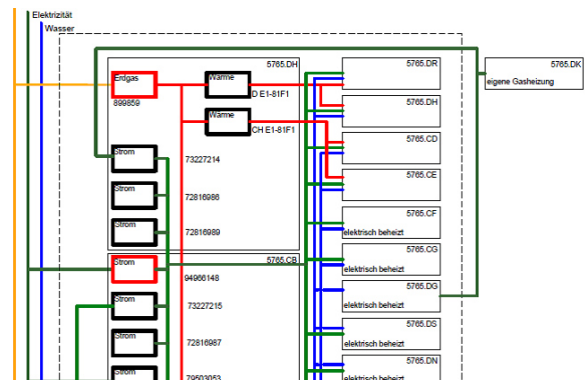 Elektrizität
Wasser
5765.DH
5765.DR
5765.DK
Erdgas
Wärme
eigene Gasheizung
D E1-81F1
899859
5765.DH
Wärme
CH E1-81F1
5765.CD
Strom
73227214
5765.CE
Strom
72816986
5765.CF
Strom
72816989
elektrisch beheizt
5765.CG
5765.CB
Strom
elektrisch beheizt
94966148
5765.DG
Strom
73227215
elektrisch beheizt
5765.DS
Strom
72816987
elektrisch beheizt
5765.DN
Strom
79503053
elektrisch beheizt